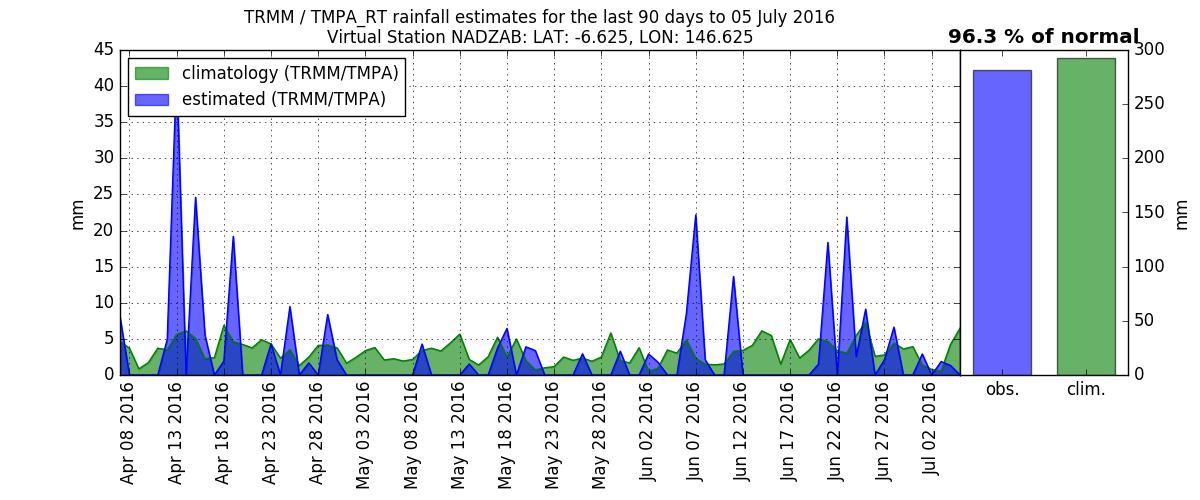 TRMM / TMPA_RT rainfall estimates for the last 90 days to 05 July 2016
Virtual Station NADZAB: LAT: -6.625, LON: 146.625
96.3 % of normal
climatology (TRMM/TMPA)
estimated (TRMM/TMPA)
45
40
35
30
25
20
15
10
5
0
mm
Apr 08 2016
Apr 13 2016
Apr 18 2016
Apr 23 2016
Apr 28 2016
May 03 2016
May 08 2016
May 13 2016
May 18 2016
May 23 2016
May 28 2016
Jun 02 2016
Jun 07 2016
Jun 12 2016
Jun 17 2016
Jun 22 2016
Jun 27 2016
Jul 02 2016
300
250
200
150
100
50
0
mm
obs.
clim.